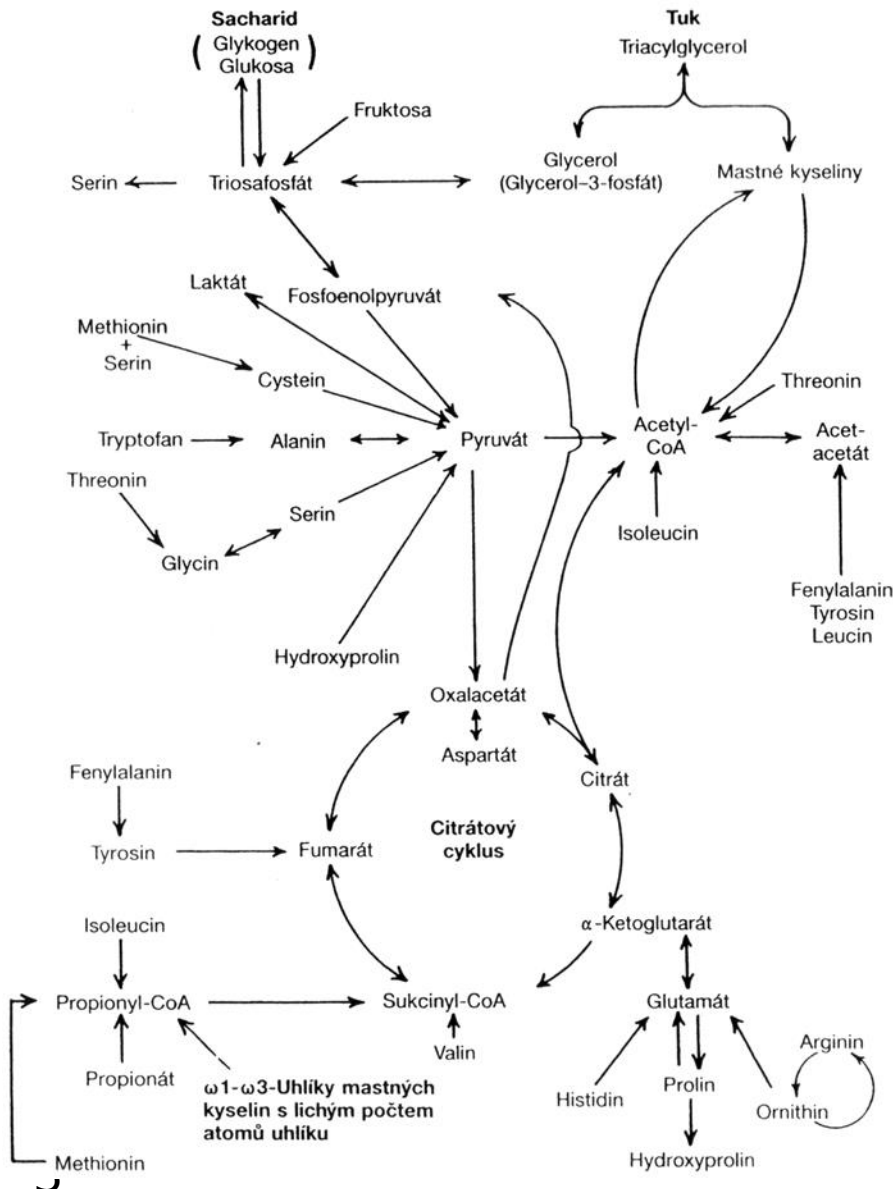 Sacharid
( Glykogen
Glukosa )
Tuk
Triacylglycerol
Fruktosa
Serin
Triosafosfát
Glycerol
(Glycerol–3-fosfát)
Mastné kyseliny
Laktát
Fosfoenolpyruvát
Methionin
+
Serin
Cystein
Threonin
Tryptofan
Alanin
Pyruvát
Acetyl-
CoA
Acet-
acetát
Threonin
Serin
Glycin
Isoleucin
Fenylalanin
Tyrosin
Leucin
Hydroxyprolin
Oxalacetát
Aspartát
Citrát
Fenylalanin
Citrátový
cyklus
Tyrosin
Fumarát
Isoleucin
α-Ketoglutarát
Propionyl-CoA
Sukcinyl-CoA
Glutamát
Valin
Propionát
ω1-ω3-Uhlíky mastných
kyselin s lichým počtem
atomů uhlíku
Histidin
Prolin
Arginin
Ornithin
Hydroxyprolin
Methionin